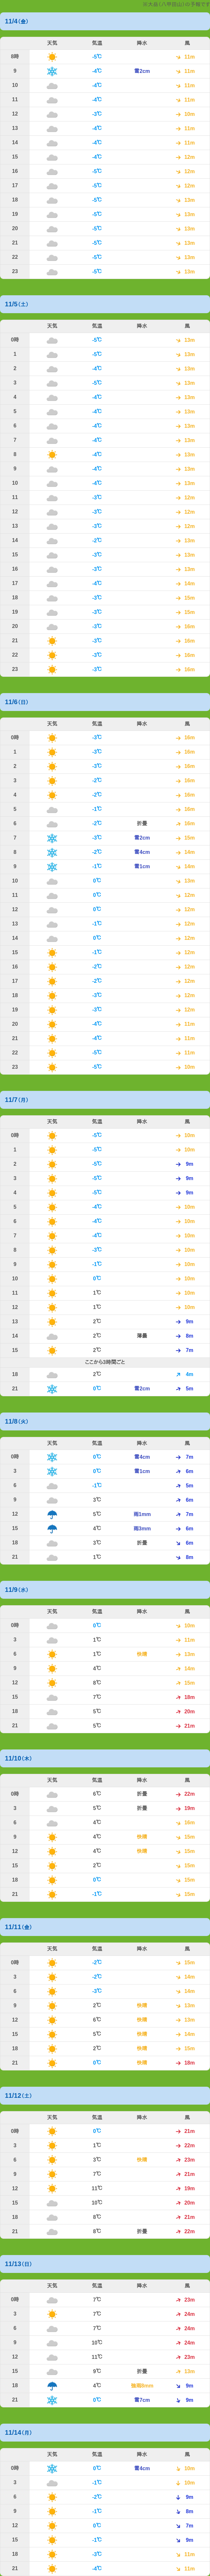 11/4(金)
天気 気温 降水 風
8時 -5℃ 11m
9 -4℃ 雪2cm 11m
10 -4℃ 11m
11 -4℃ 11m
12 -3℃ 10m
13 -4℃ 11m
14 -4℃ 11m
15 -4℃ 12m
16 -5℃ 12m
17 -5℃ 12m
18 -5℃ 13m
19 -5℃ 13m
20 -5℃ 13m
21 -5℃ 13m
22 -5℃ 13m
23 -5℃ 13m
11/5(土)
天気 気温 降水 風
0時 -5℃ 13m
1 -5℃ 13m
2 -4℃ 13m
3 -5℃ 13m
4 -4℃ 13m
5 -4℃ 13m
6 -4℃ 13m
7 -4℃ 13m
8 -4℃ 13m
9 -4℃ 13m
10 -4℃ 13m
11 -3℃ 12m
12 -3℃ 12m
13 -3℃ 12m
14 -2℃ 13m
15 -3℃ 13m
16 -3℃ 13m
17 -4℃ 14m
18 -3℃ 15m
19 -3℃ 15m
20 -3℃ 16m
21 -3℃ 16m
22 -3℃ 16m
23 -3℃ 16m
11/6(日)
天気 気温 降水 風
0時 -3℃ 16m
1 -3℃ 16m
2 -3℃ 16m
3 -2℃ 16m
4 -2℃ 16m
5 -1℃ 16m
6 -2℃ 折曇 16m
7 -3℃ 雪2cm 15m
8 -2℃ 雪4cm 14m
9 -1℃ 雪1cm 14m
10 0℃ 13m
11 0℃ 12m
12 0℃ 12m
13 -1℃ 12m
14 0℃ 12m
15 -1℃ 12m
16 -2℃ 12m
17 -2℃ 12m
18 -3℃ 12m
19 -3℃ 12m
20 -4℃ 11m
21 -4℃ 11m
22 -5℃ 11m
23 -5℃ 10m
11/7(月)
天気 気温 降水 風
0時 -5℃ 10m
1 -5℃ 10m
2 -5℃ 9m
3 -5℃ 9m
4 -5℃ 9m
5 -4℃ 10m
6 -4℃ 10m
7 -4℃ 10m
8 -3℃ 10m
9 -1℃ 10m
10 0℃ 10m
11 1℃ 10m
12 1℃ 10m
13 2℃ 9m
14 2℃ 薄曇 8m
15 2℃ 7m
ここから3時間ごと
18 2℃ 4m
21 0℃ 雪2cm 5m
11/8(火)
天気 気温 降水 風
0時 0℃ 雪4cm 7m
3 0℃ 雪1cm 6m
6 -1℃ 5m
9 3℃ 6m
12 5℃ 雨1mm 7m
15 4℃ 雨3mm 6m
18 3℃ 折曇 6m
21 1℃ 8m
11/9(水)
天気 気温 降水 風
0時 0℃ 10m
3 1℃ 11m
6 1℃ 快晴 13m
9 4℃ 14m
12 8℃ 15m
15 7℃ 18m
18 5℃ 20m
21 5℃ 21m
11/10(木)
天気 気温 降水 風
0時 6℃ 折曇 22m
3 5℃ 折曇 19m
6 4℃ 16m
9 4℃ 快晴 15m
12 4℃ 快晴 15m
15 2℃ 15m
18 0℃ 15m
21 -1℃ 15m
11/11(金)
天気 気温 降水 風
0時 -2℃ 15m
3 -2℃ 14m
6 -3℃ 14m
9 2℃ 快晴 13m
12 6℃ 快晴 13m
15 5℃ 快晴 14m
18 2℃ 快晴 15m
21 0℃ 快晴 18m
11/12(土)
天気 気温 降水 風
0時 0℃ 21m
3 1℃ 22m
6 3℃ 快晴 23m
9 7℃ 21m
12 11℃ 19m
15 10℃ 20m
18 8℃ 21m
21 8℃ 折曇 22m
11/13(日)
天気 気温 降水 風
0時 7℃ 23m
3 7℃ 24m
6 7℃ 24m
9 10℃ 24m
12 11℃ 23m
15 9℃ 折曇 13m
18 4℃ 9m
21 0℃ 雪7cm 9m
11/14(月)
天気 気温 降水 風
0時 0℃ 雪4cm 10m
3 -1℃ 10m
6 -2℃ 9m
9 -1℃ 8m
12 0℃ 7m
15 -1℃ 9m
18 -3℃ 11m
21 -4℃ 11m